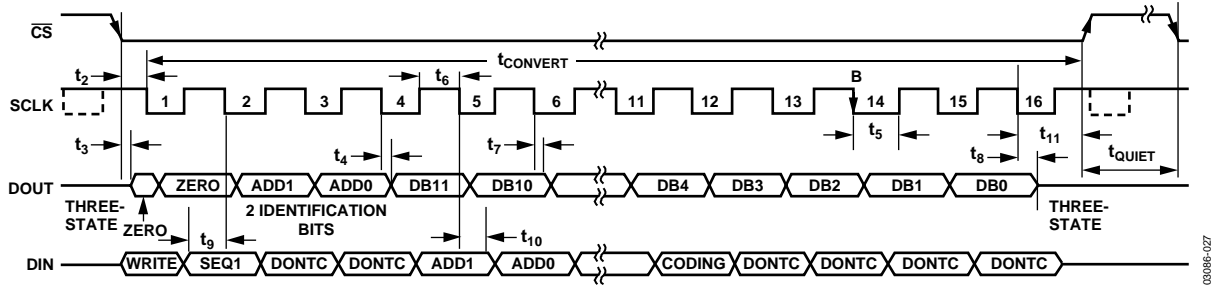 CS
t2
tCONVERT
t6
B
SCLK
1 2 3 4 5 6 11 12 13 14 15 16
t3
t4
t7
t5
t11
t8
tQUIET
DOUT
ZERO ADD1 ADD0 DB11 DB10 DB4 DB3 DB2 DB1 DB0
THREE-
STATE
ZERO
2 IDENTIFICATION
BITS
THREE-
STATE
t9
t10
DIN
WRITE SEQ1 DONTC DONTC ADD1 ADD0 CODING DONTC DONTC DONTC DONTC
03086-027